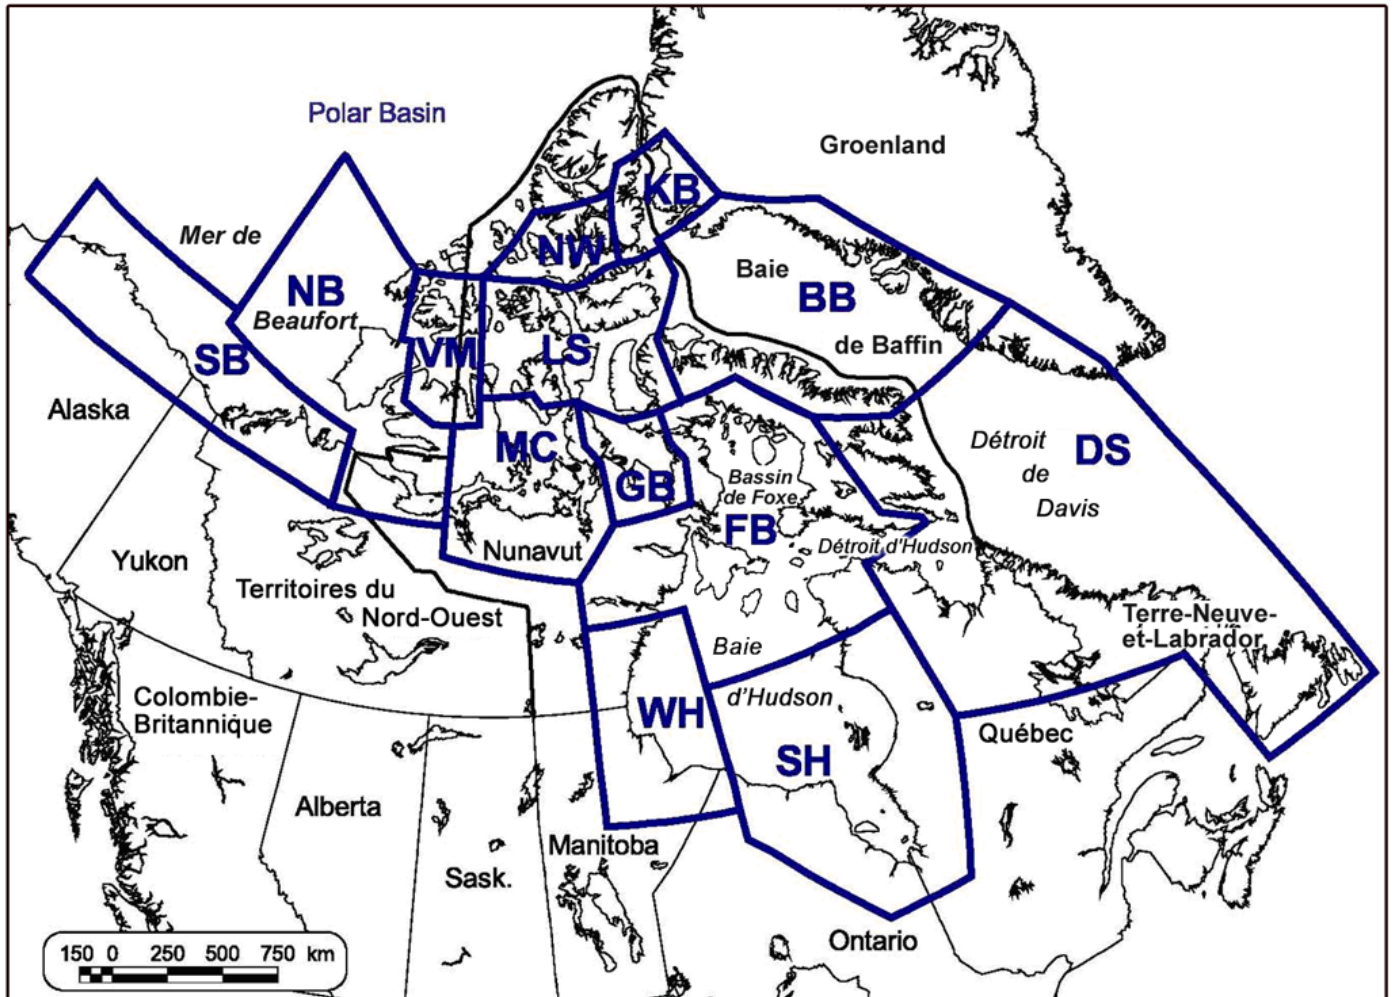 Polar Basin
Groenland
KB
Mer de
NW
Baie
NB
BB
Beaufort
de Baffin
VM
LS
SB
Alaska
MC
Détroit
DS
de
GB
Bassin
de Foxe
Davis
FB
Détroit d'Hudson
Nunavut
Yukon
Territoires du
Nord-Ouest
Terre-Neuve-
et-Labrador
Baie
Colombie-
Britannique
d'Hudson
WH
Québec
SH
Alberta
Manitoba
Sask.
Ontario
150 0 250 500 750 km